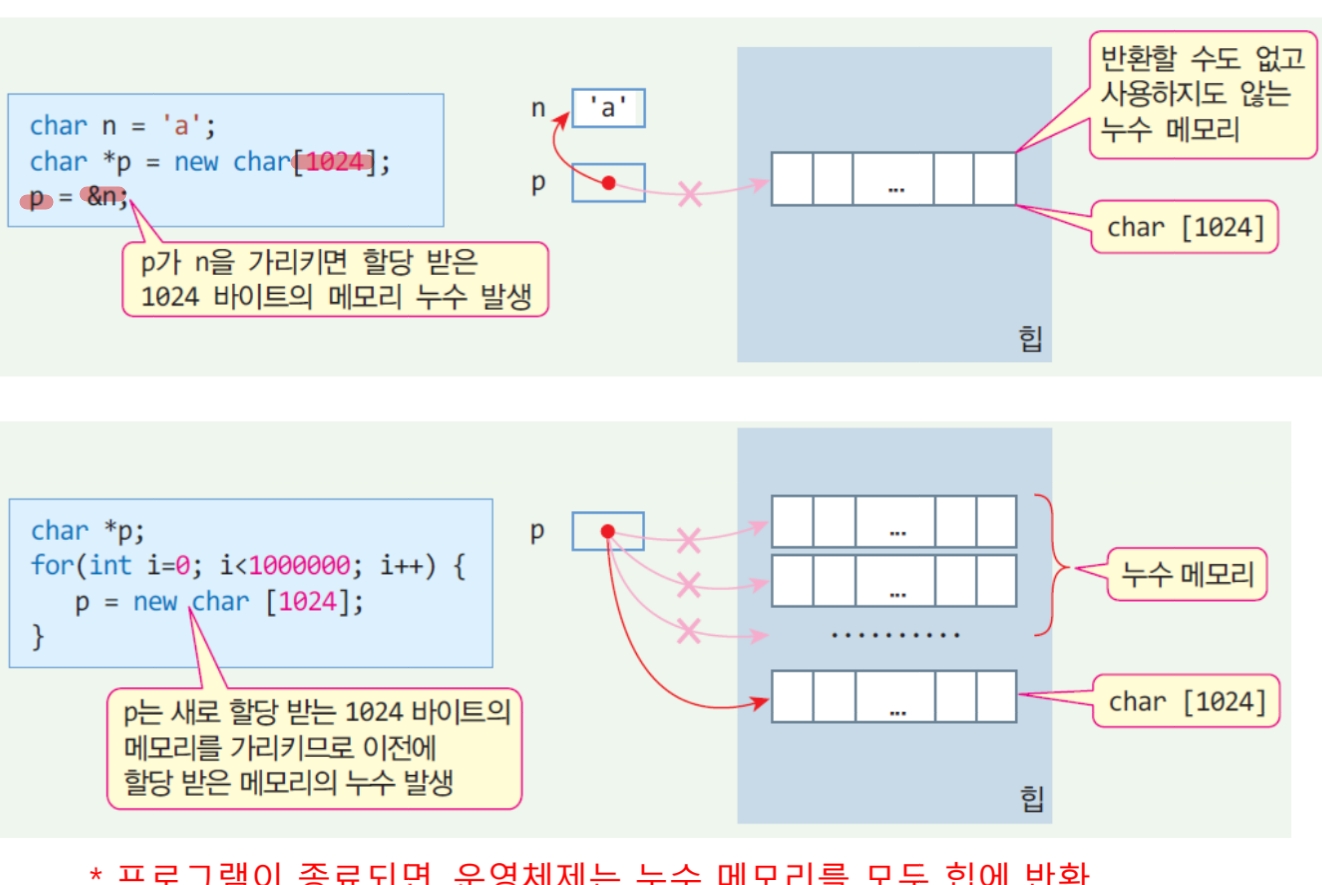 반환할 수도 없고
사용하지도 않는
누수 메모리
char n = 'a';
char *p = new char[1024];
p = &n;
n
'a'
p
...
char [1024]
p가 n을 가리키면 할당 받은
1024 바이트의 메모리 누수 발생
힙
char *p;
for(int i=0; i<1000000; i++) {
p = new char [1024];
}
p
...
...
누수 메모리
..........
...
char [1024]
p는 새로 할당 받는 1024 바이트의
메모리를 가리키므로 이전에
할당 받은 메모리의 누수 발생
힙
* 프로그램이 종료되면, 운영체제는 누수 메모리를 모두 힙에 반환